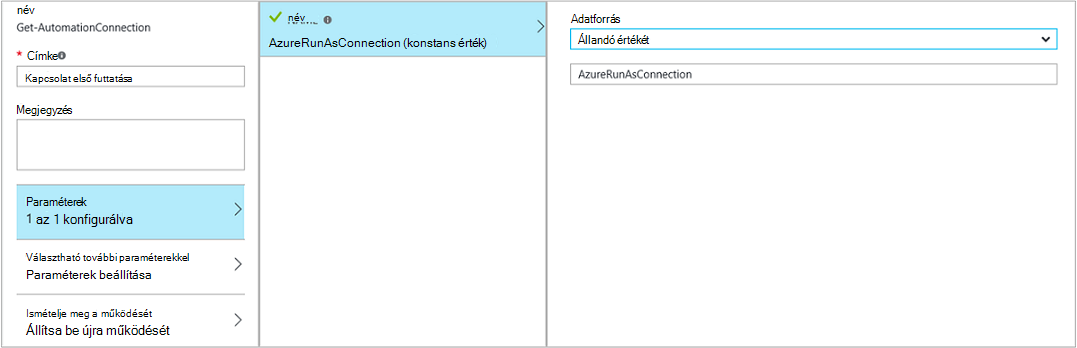 név
Get-AutomationConnection
* Címke
Kapcsolat első futtatása
Megjegyzés
Paraméterek
1 az 1 konfigurálva
Választható további paraméterekkel
Paraméterek beállítása
Ismételje meg a működését
Állítsa be újra működését
név
AzureRunAsConnection (konstans érték)
Adatforrás
Állandó értékét
AzureRunAsConnection